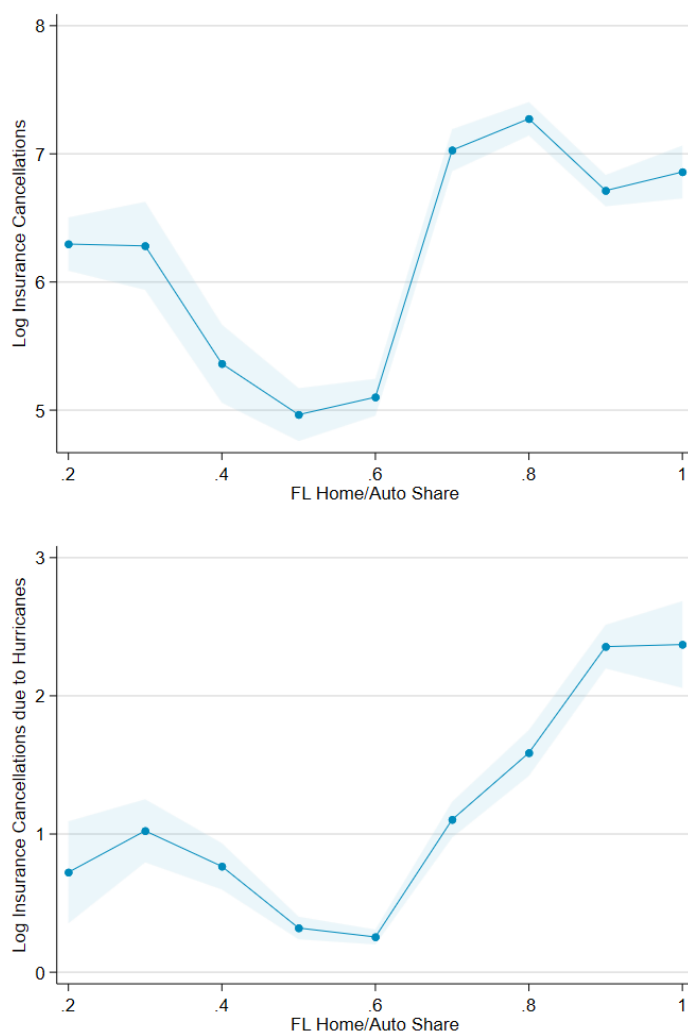 8
7
6
5
Log Insurance Cancellations
.2 .4 .6 .8 1
FL Home/Auto Share
3
2
1
0
Log Insurance Cancellations due to Hurricanes
.2 .4 .6 .8 1
FL Home/Auto Share